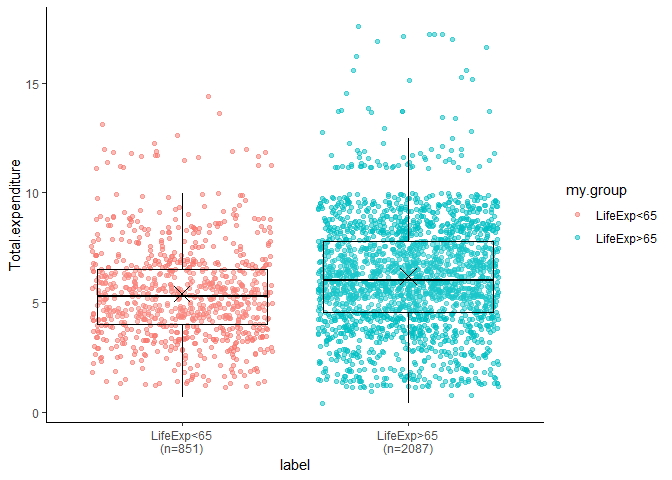 Total.expenditure
15
10
5
0
LifeExp<65
(n=851)
LifeExp>65
(n=2087)
label
my.group
LifeExp<65
LifeExp>65